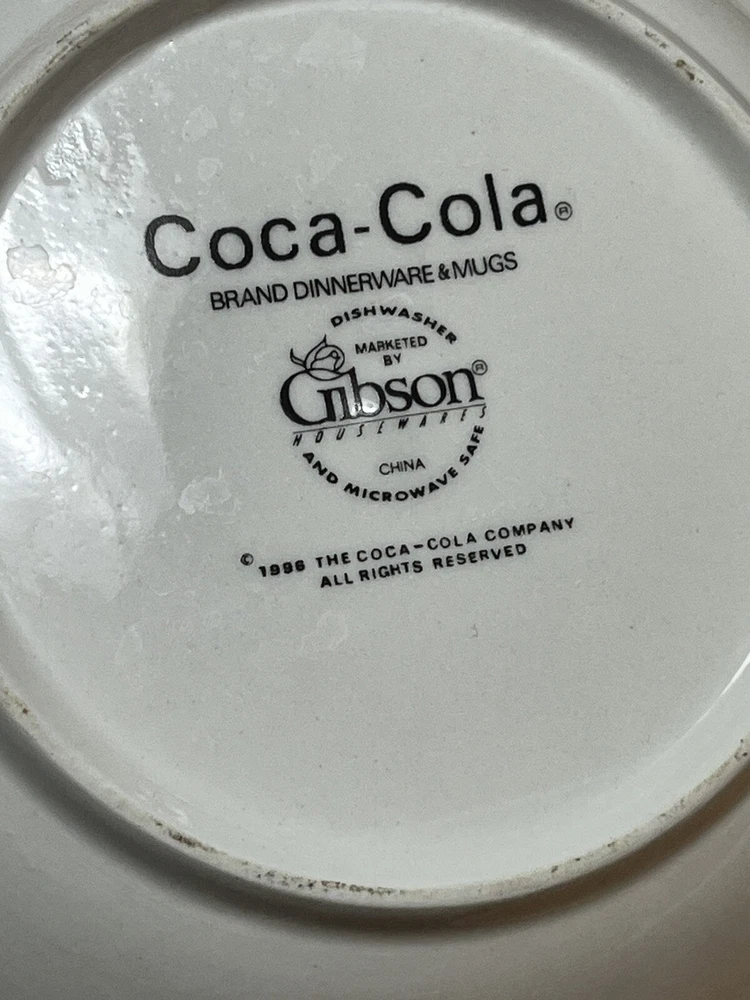 Coca-Cola®
BRAND DINNERWARE & MUGS
DISHWASHER
MARKETED
BY
Gibson®
HOUSEWARES
CHINA
AND MICROWAVE SAFE
© 1996 THE COCA-COLA COMPANY
ALL RIGHTS RESERVED